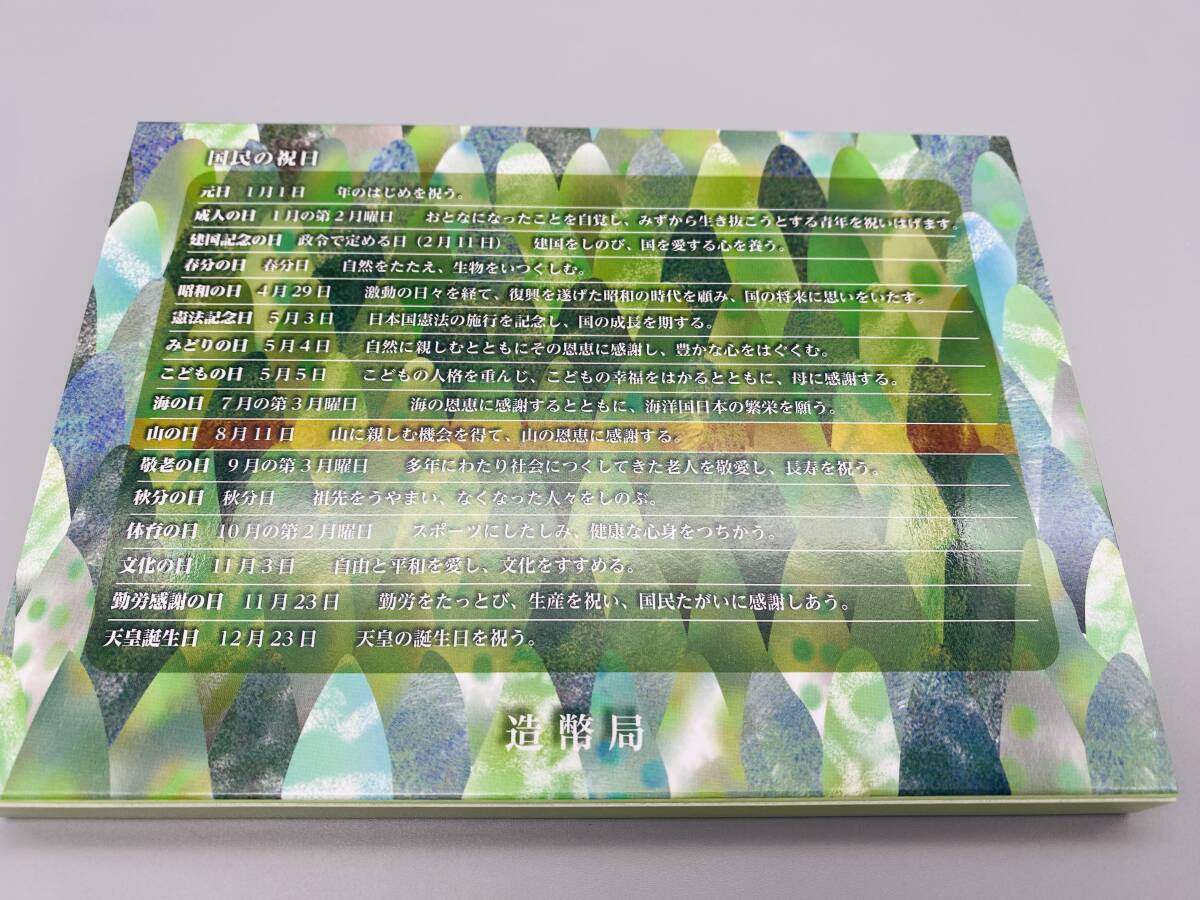 国民の祝日
元日 1月1日 年のはじめを祝う。
成人の日 1月の第2月曜日 おとなになったことを自覚し、みずから生き抜こうとする青年を祝いはげます。
建国記念の日 政令で定める日（2月11日） 建国をしのび、国を愛する心を養う。
春分の日 春分日 自然をたたえ、生物をいつくしむ。
昭和の日 4月29日 激動の日々を経て、復興を遂げた昭和の時代を顧み、国の将来に思いをいたす。
憲法記念日 5月3日 日本国憲法の施行を記念し、国の成長を期する。
みどりの日 5月4日 自然に親しむとともにその恩恵に感謝し、豊かな心をはぐくむ。
こどもの日 5月5日 こどもの人格を重んじ、こどもの幸福をはかるとともに、母に感謝する。
海の日 7月の第3月曜日 海の恩恵に感謝するとともに、海洋国日本の繁栄を願う。
山の日 8月11日 山に親しむ機会を得て、山の恩恵に感謝する。
敬老の日 9月の第3月曜日 多年にわたり社会につくしてきた老人を敬愛し、長寿を祝う。
秋分の日 秋分日 祖先をうやまい、なくなった人々をしのぶ。
体育の日 10月の第2月曜日 スポーツにしたしみ、健康な心身をつちかう。
文化の日 11月3日 自由と平和を愛し、文化をすすめる。
勤労感謝の日 11月23日 勤労をたっとび、生産を祝い、国民たがいに感謝しあう。
天皇誕生日 12月23日 天皇の誕生日を祝う。
造幣局